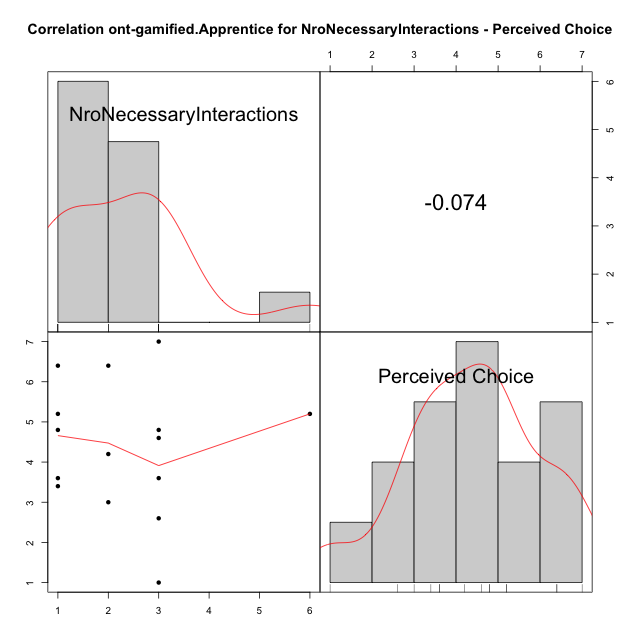 Correlation ont-gamified.Apprentice for NroNecessaryInteractions - Perceived Choice
1 2 3 4 5 6 7
NroNecessaryInteractions
-0.074
6
5
4
3
2
1
Perceived Choice
7
6
5
4
3
2
1
1 2 3 4 5 6